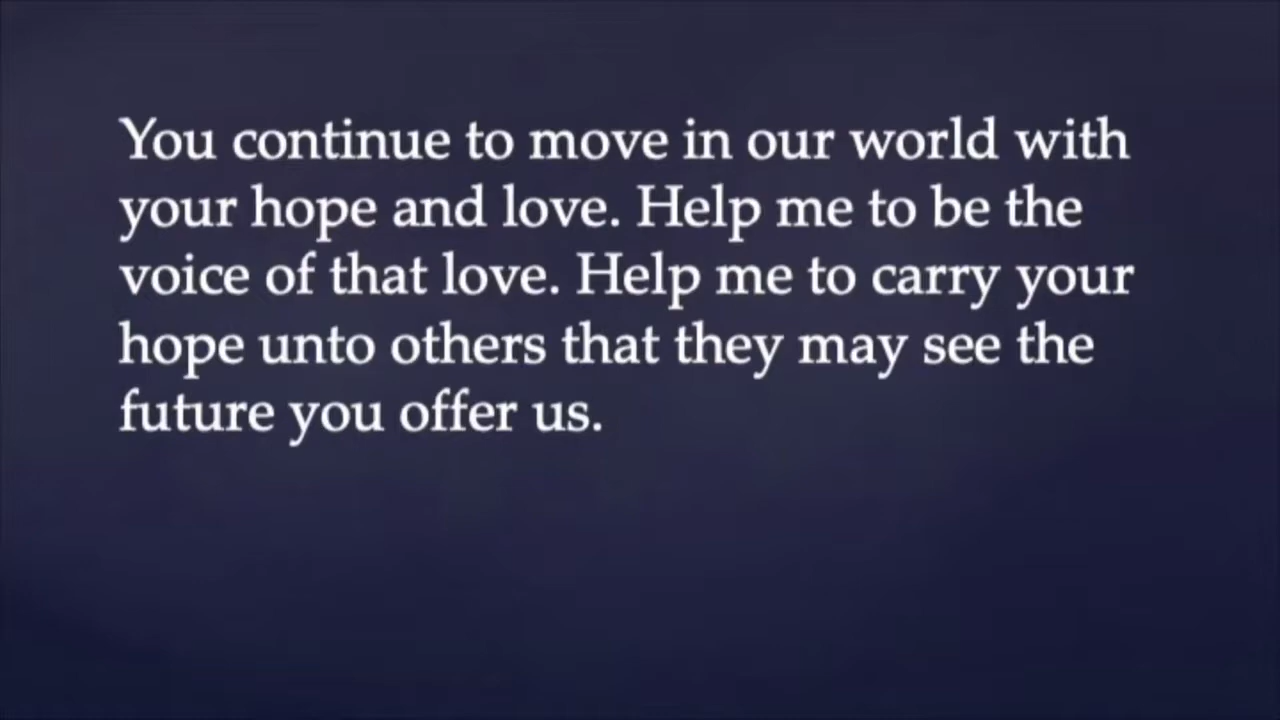 You continue to move in our world with
your hope and love. Help me to be the
voice of that love. Help me to carry your
hope unto others that they may see the
future you offer us.